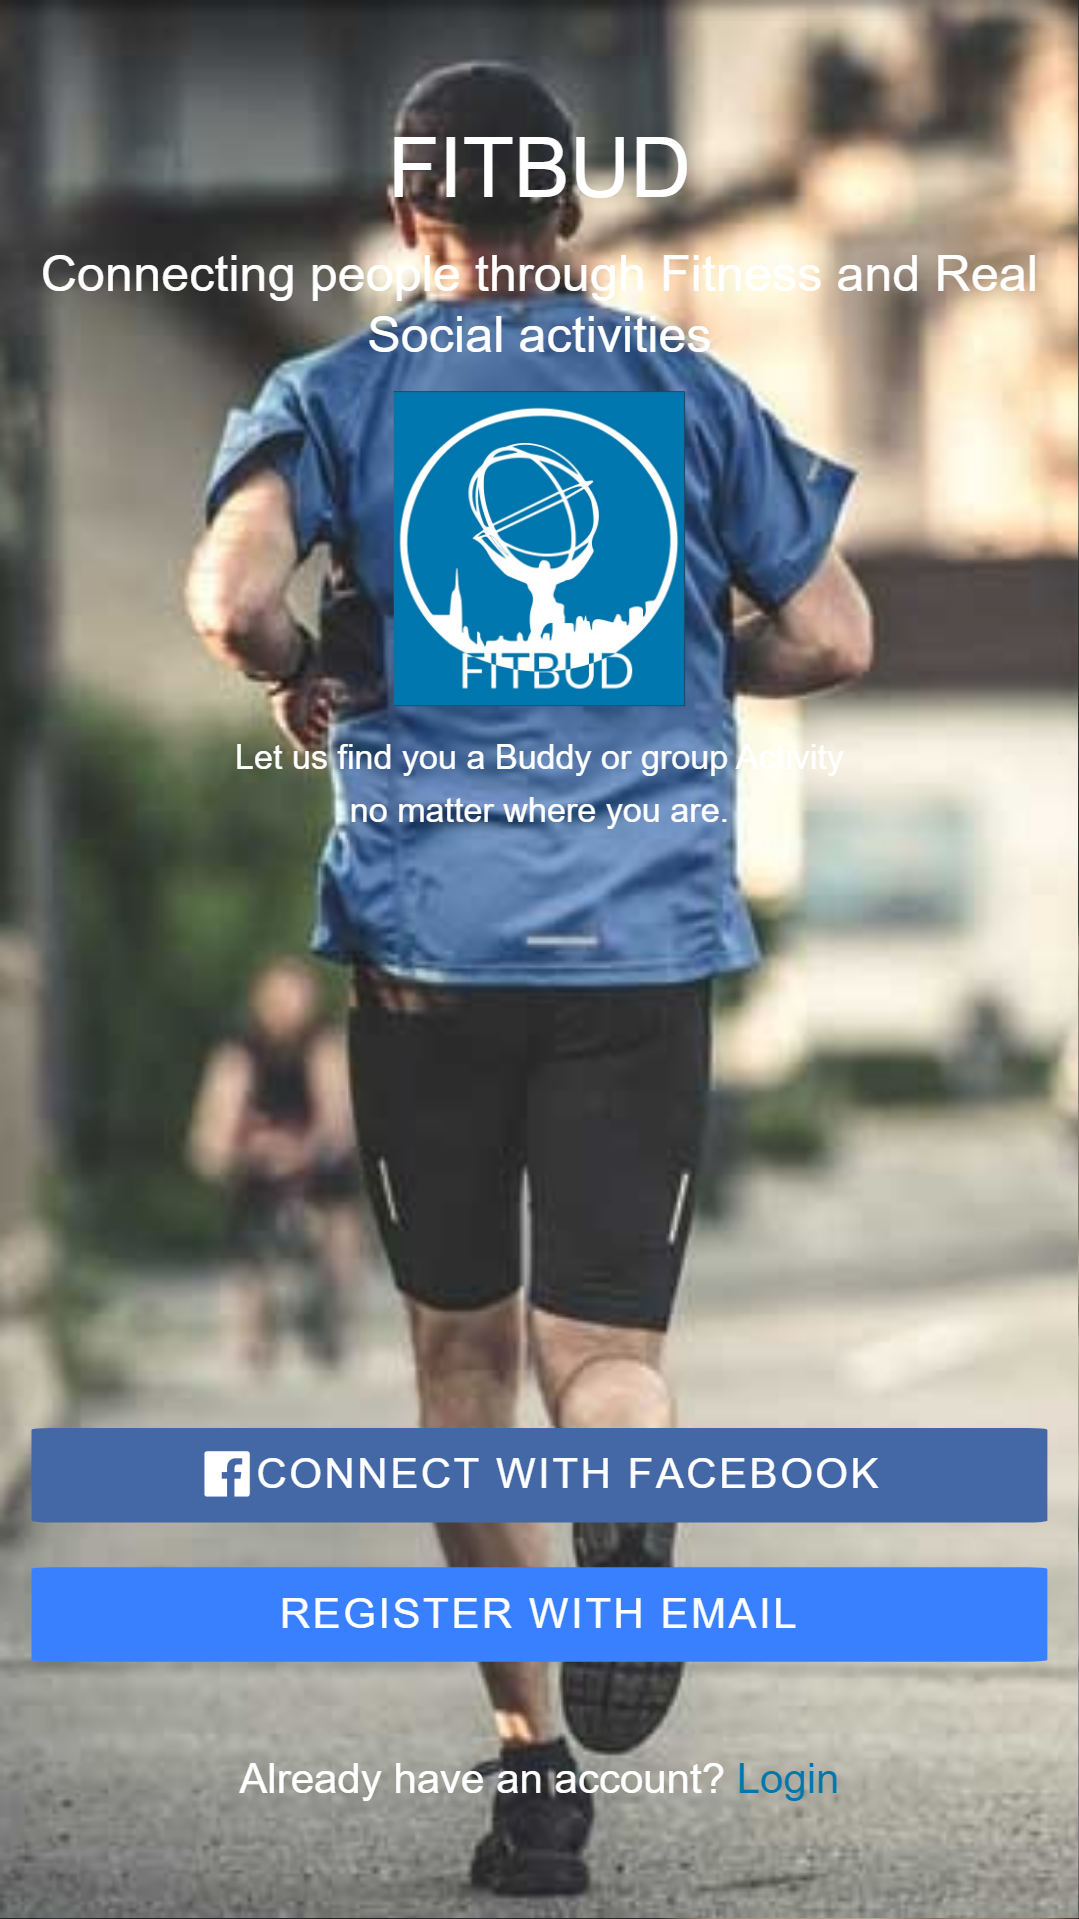 FITBUD
Connecting people through Fitness and Real
Social activities
FITBUD
Let us find you a Buddy or group Activity
no matter where you are.
CONNECT WITH FACEBOOK
REGISTER WITH EMAIL
Already have an account? Login